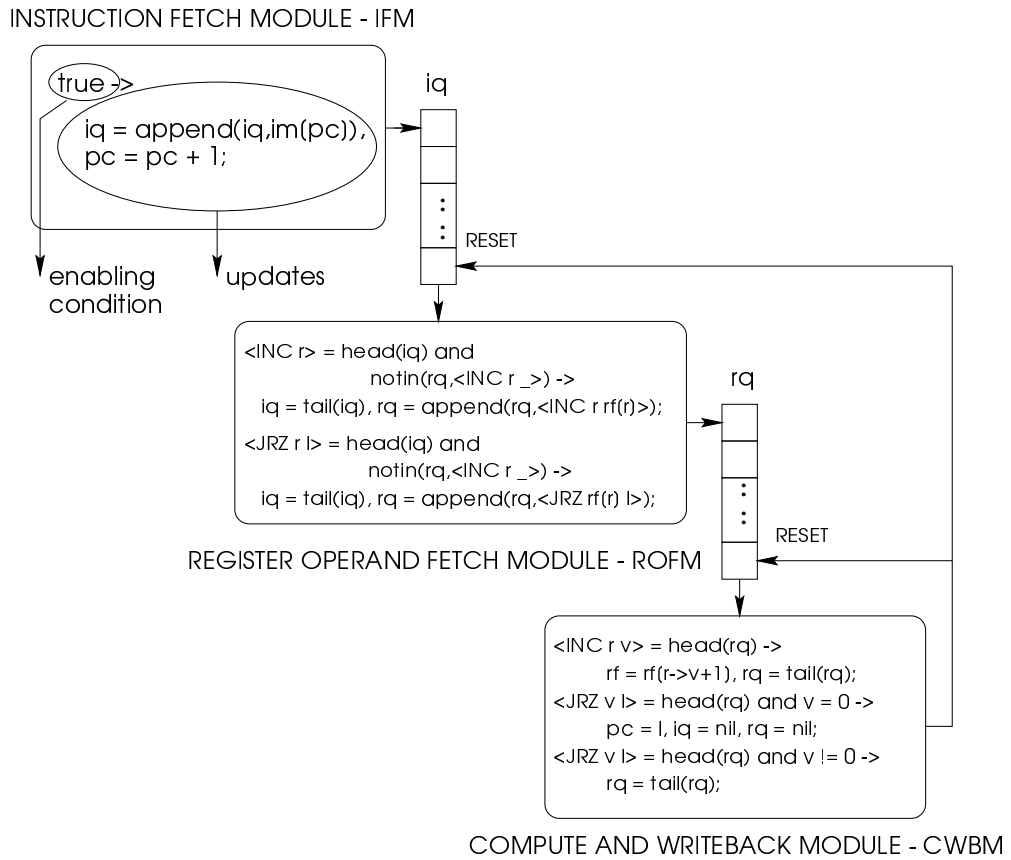 INSTRUCTION FETCH MODULE - IFM
true ->
iq = append(iq,im[pc]),
pc = pc + 1;
iq
RESET
enabling
condition
updates
<INC r> = head(iq) and
notin(rq,<INC r _>) ->
iq = tail(iq), rq = append(rq,<INC r rf[r]>);
<JRZ r l> = head(iq) and
notin(rq,<INC r _>) ->
iq = tail(iq), rq = append(rq,<JRZ rf[r] l>);
rq
RESET
REGISTER OPERAND FETCH MODULE - ROFM
<INC r v> = head(rq) ->
rf = rf[r->v+1], rq = tail(rq);
<JRZ v l> = head(rq) and v = 0 ->
pc = l, iq = nil, rq = nil;
<JRZ v l> = head(rq) and v != 0 ->
rq = tail(rq);
COMPUTE AND WRITEBACK MODULE - CWBM